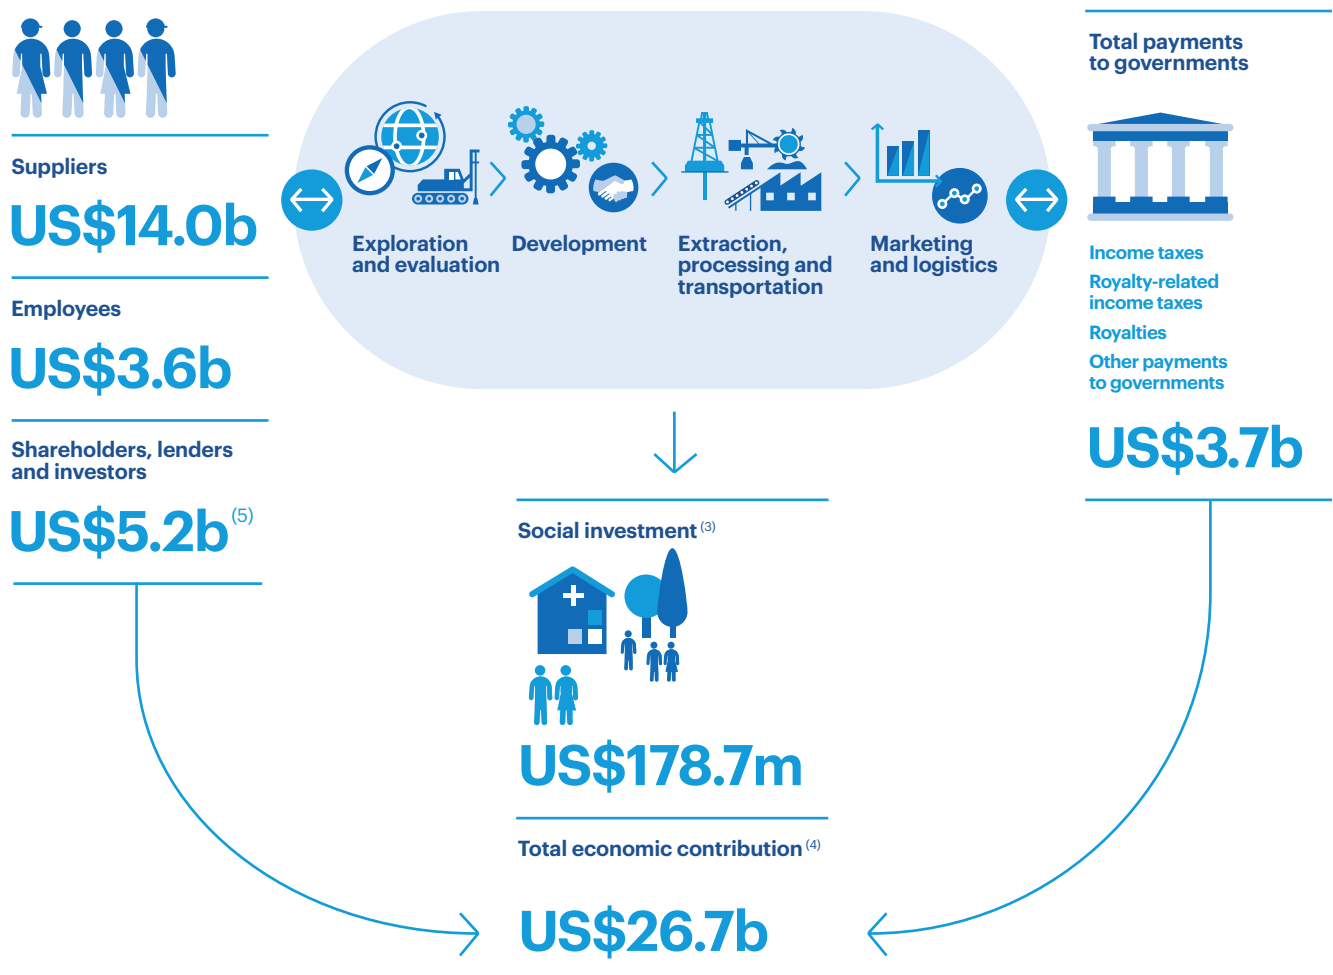 Suppliers
US$14.0b
Employees
US$3.6b
Shareholders, lenders
and investors
US$5.2b (5)
Exploration
and evaluation
Development
Extraction,
processing and
transportation
Marketing
and logistics
Social investment (3)
US$178.7m
Total economic contribution (4)
US$26.7b
Total payments
to governments
Income taxes
Royalty-related
income taxes
Royalties
Other payments
to governments
US$3.7b